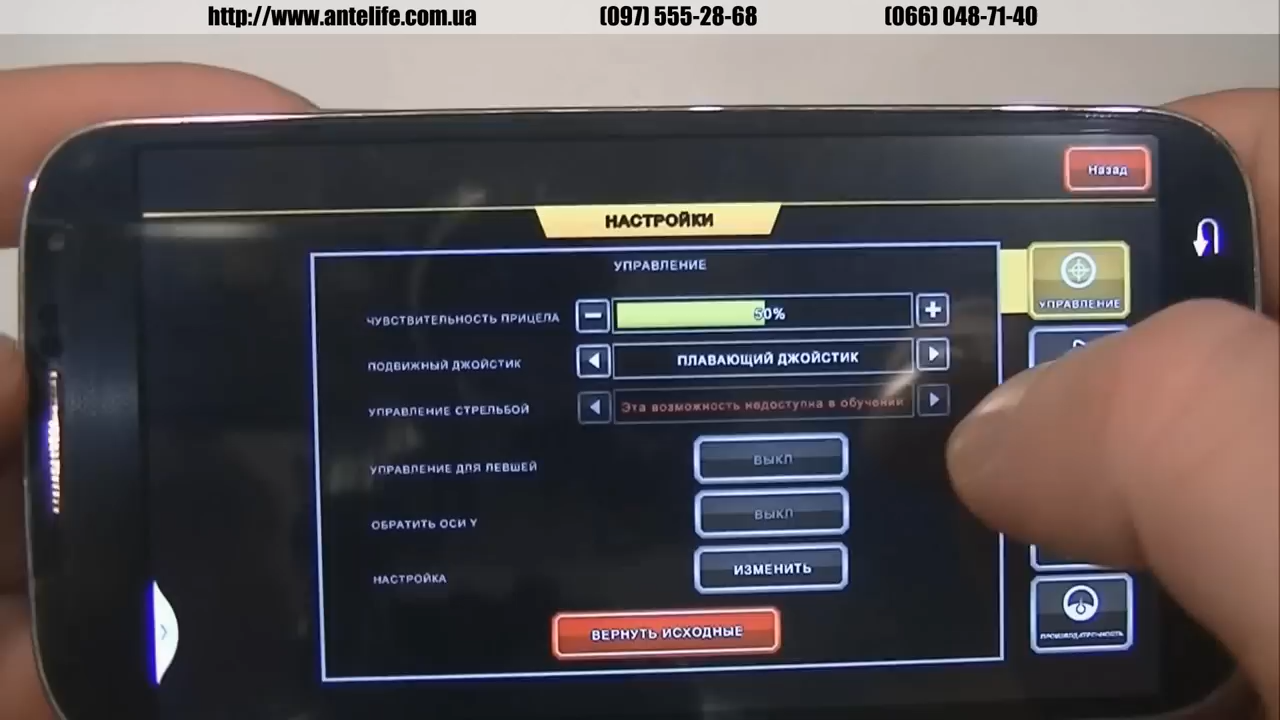 http://www.antelife.com.ua (097) 555-28-68 (066) 048-71-40
Назад
НАСТРОЙКИ
УПРАВЛЕНИЕ
ЧУВСТВИТЕЛЬНОСТЬ ПРИЦЕЛА 50%
ПОДВИЖНЫЙ ДЖОЙСТИК ПЛАВАЮЩИЙ ДЖОЙСТИК
УПРАВЛЕНИЕ СТРЕЛЬБОЙ Эта возможность недоступна в обучении
УПРАВЛЕНИЕ ДЛЯ ЛЕВШЕЙ ВЫКЛ
ОБРАТИТЬ ОСИ Y ВЫКЛ
НАСТРОЙКА ИЗМЕНИТЬ
ВЕРНУТЬ ИСХОДНЫЕ
УПРАВЛЕНИЕ
ПРОИЗВОДИТЕЛЬНОСТЬ